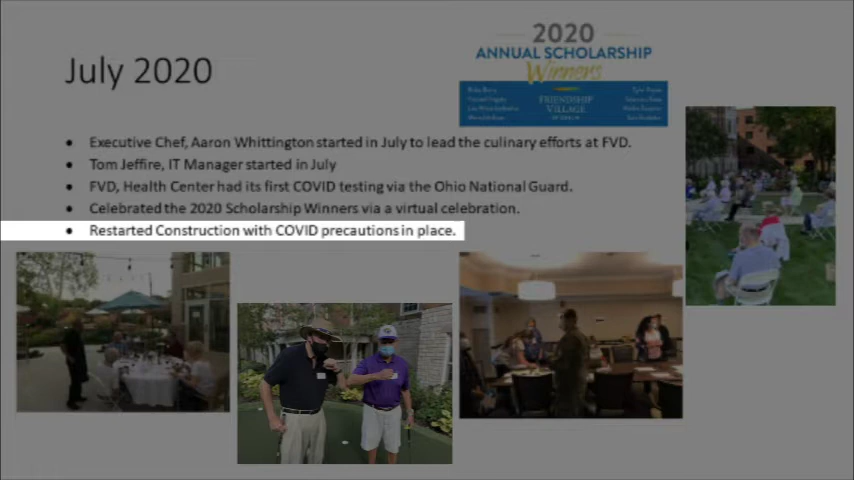 July 2020
2020
ANNUAL SCHOLARSHIP
Winners
FRIENDSHIP
VILLAGE
Executive Chef, Aaron Whittington started in July to lead the culinary efforts at FVD.
Tom Jeffire, IT Manager started in July
FVD, Health Center had its first COVID testing via the Ohio National Guard.
Celebrated the 2020 Scholarship Winners via a virtual celebration.
Restarted Construction with COVID precautions in place.